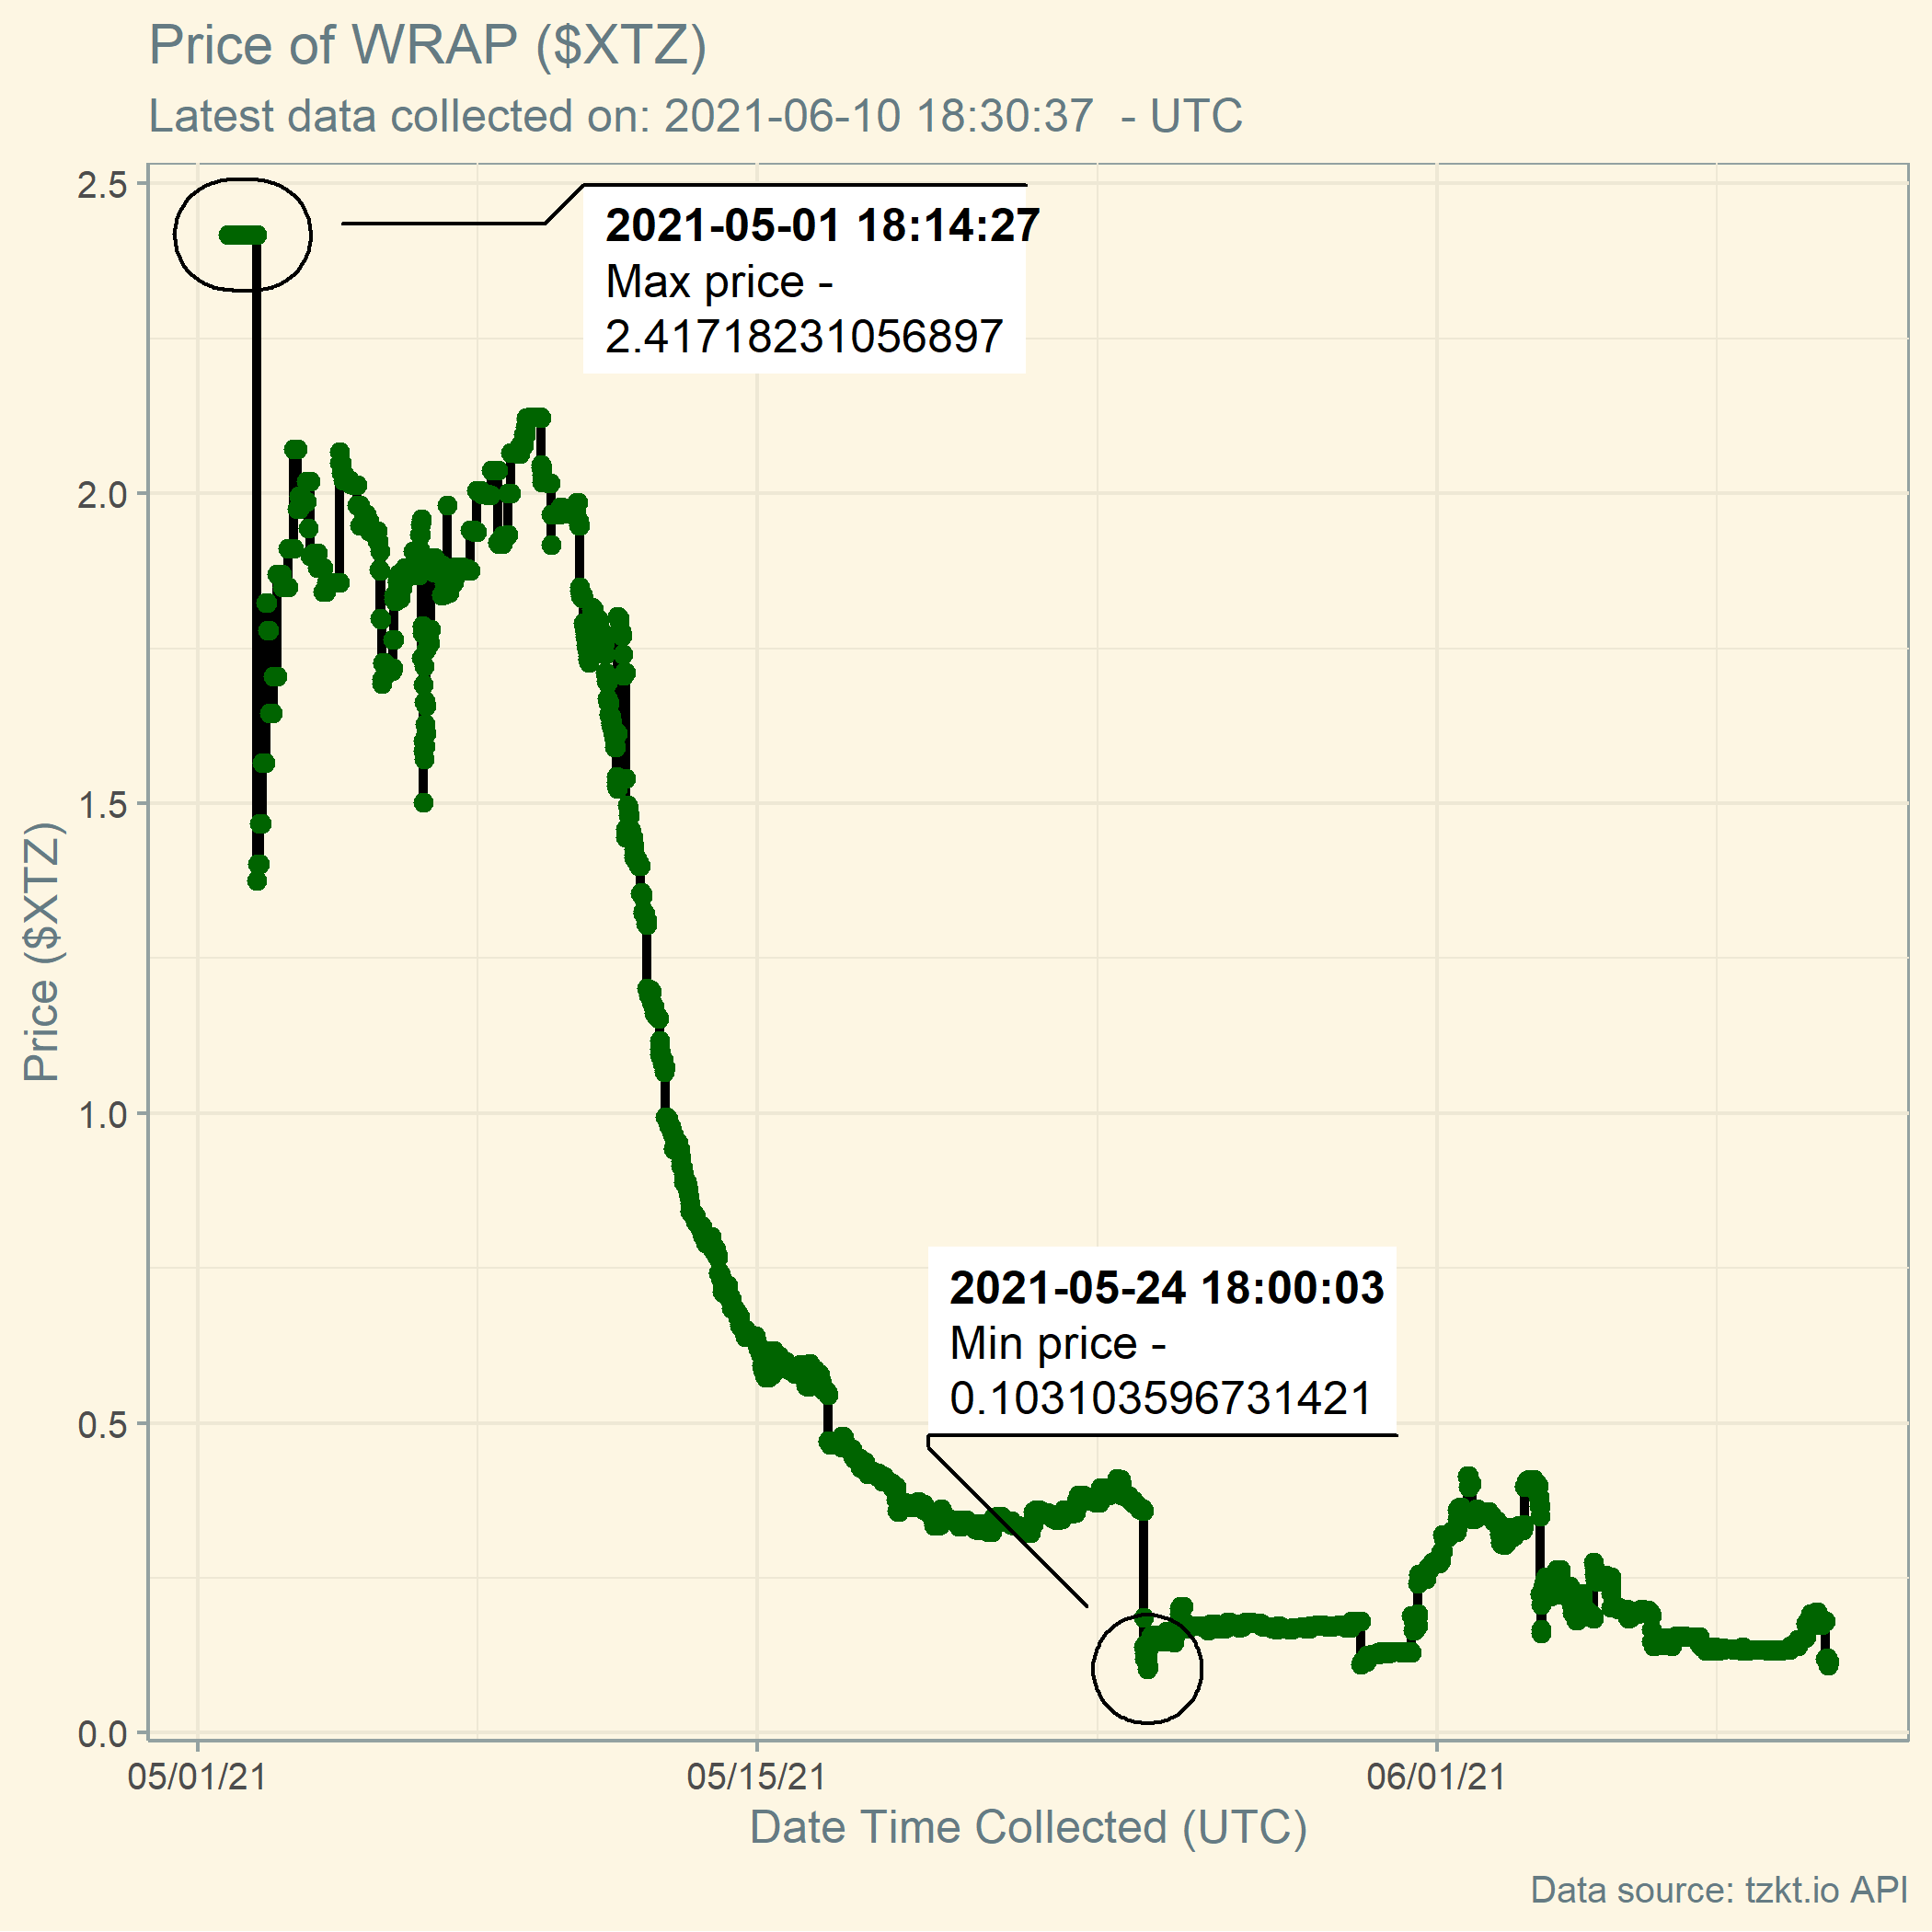 Price of WRAP ($XTZ)
Latest data collected on: 2021-06-10 18:30:37  - UTC
2.5
2.0
1.5
1.0
0.5
0.0
Price ($XTZ)
2021-05-01 18:14:27
Max price -
2.41718231056897
2021-05-24 18:00:03
Min price -
0.103103596731421
05/01/21
05/15/21
06/01/21
Date Time Collected (UTC)
Data source: tzkt.io API